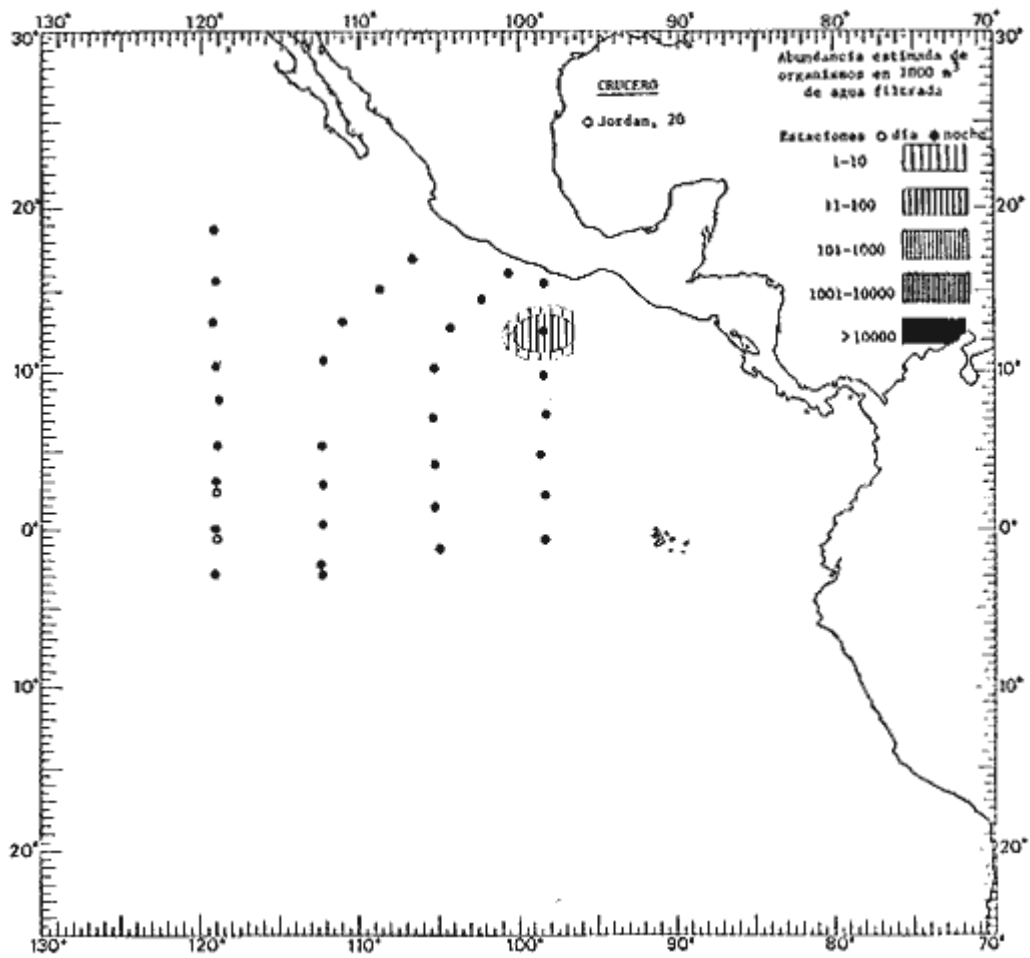 130° 120° 110° 100° 90° 80° 70°
30° 30°
Abundancia estimada de
organismos en 1000 m³
de agua filtrada
CRUCERO
Jordan, 20
Estaciones o día ● noche
1-10
11-100
101-1000
1001-10000
>10000
20° 20°
10° 10°
0° 0°
10° 10°
20° 20°
130° 120° 110° 100° 90° 80° 70°